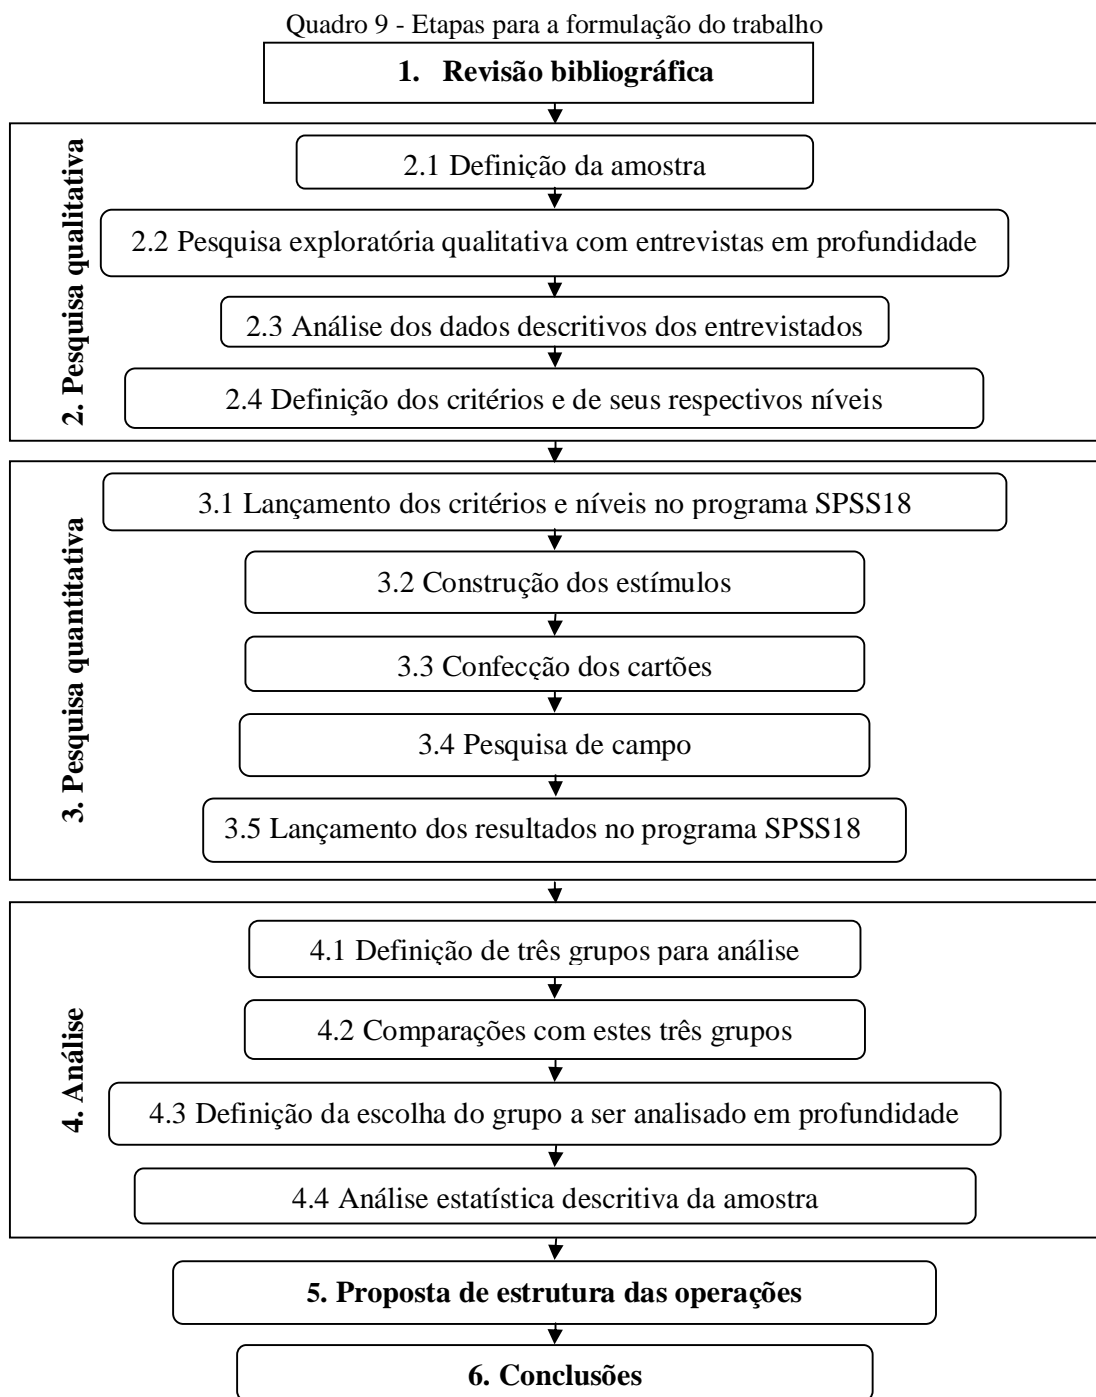 Quadro 9 - Etapas para a formulação do trabalho
1. Revisão bibliográfica
2. Pesquisa qualitativa
2.1 Definição da amostra
2.2 Pesquisa exploratória qualitativa com entrevistas em profundidade
2.3 Análise dos dados descritivos dos entrevistados
2.4 Definição dos critérios e de seus respectivos níveis
3. Pesquisa quantitativa
3.1 Lançamento dos critérios e níveis no programa SPSS18
3.2 Construção dos estímulos
3.3 Confecção dos cartões
3.4 Pesquisa de campo
3.5 Lançamento dos resultados no programa SPSS18
4. Análise
4.1 Definição de três grupos para análise
4.2 Comparações com estes três grupos
4.3 Definição da escolha do grupo a ser analisado em profundidade
4.4 Análise estatística descritiva da amostra
5. Proposta de estrutura das operações
6. Conclusões